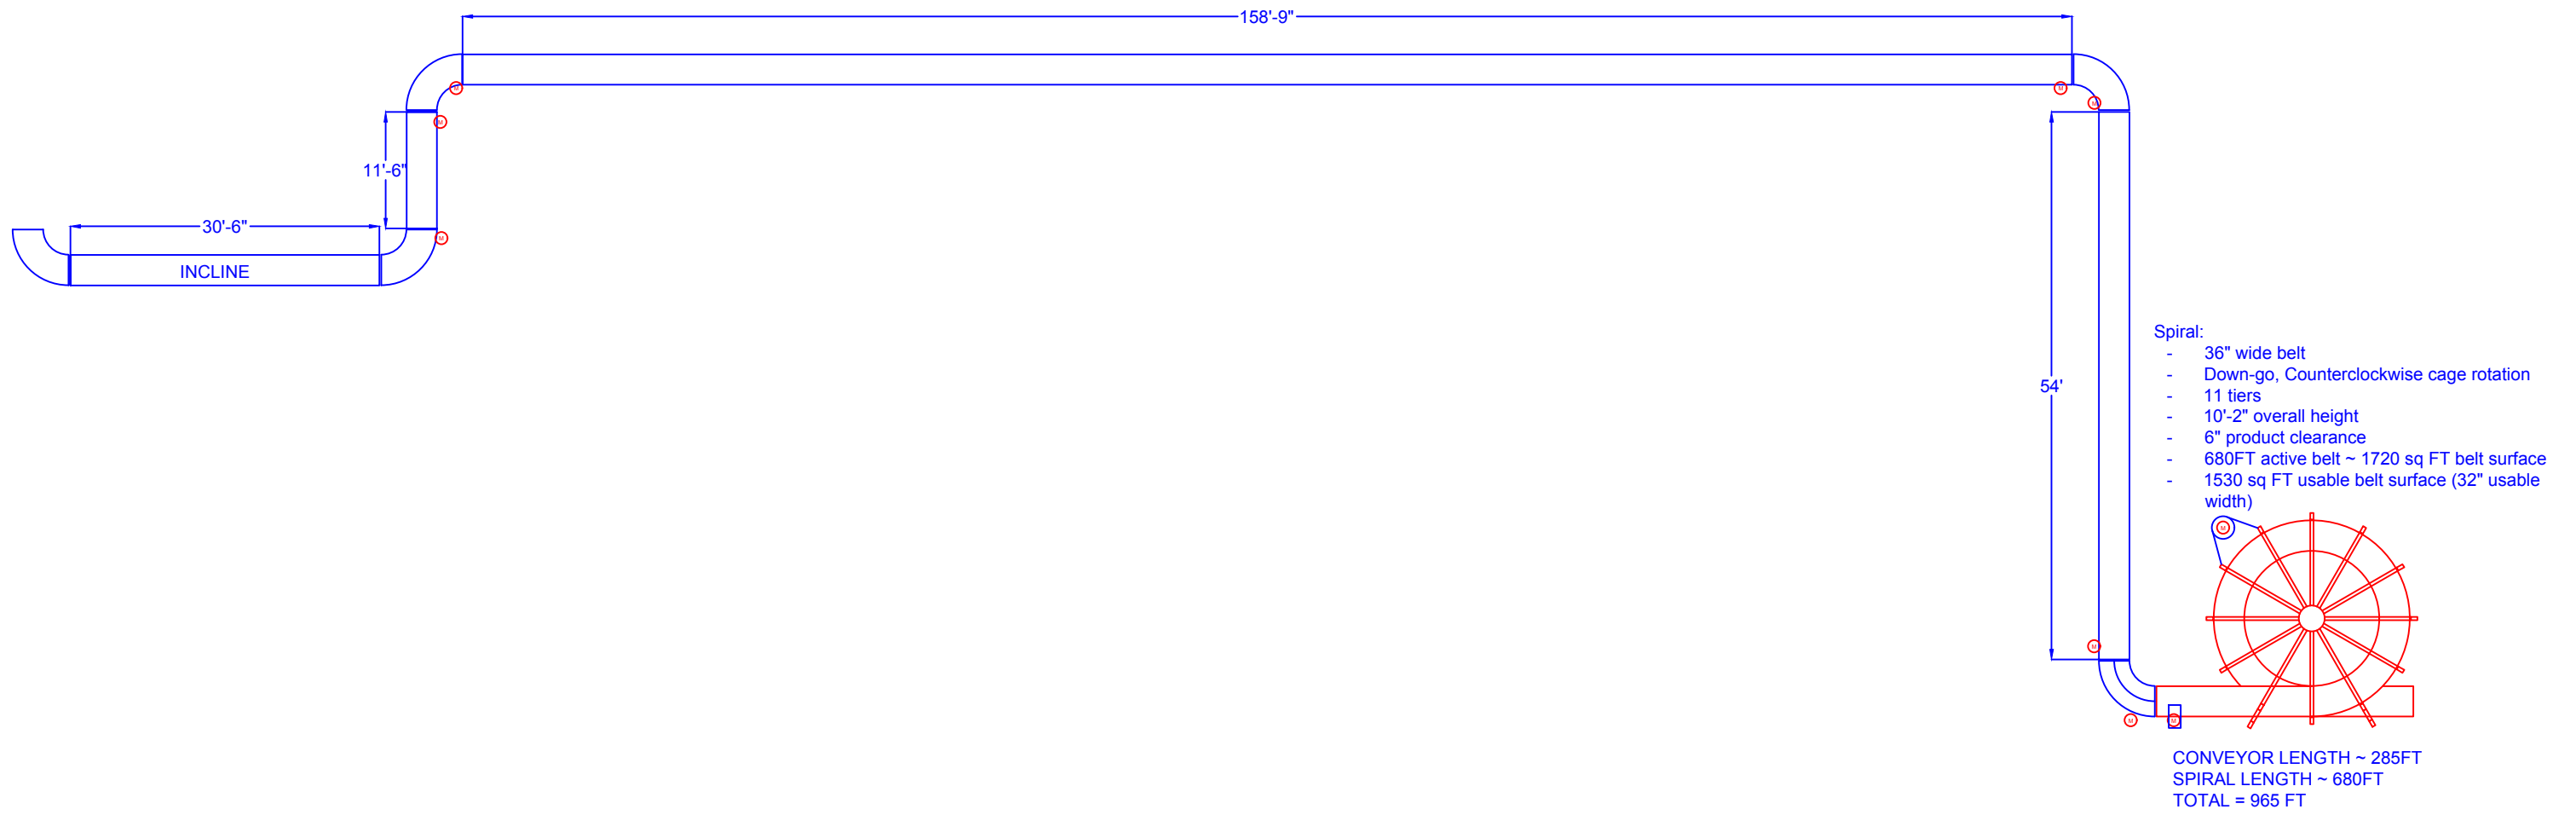 158'-9"
11'-6"
30'-6"
INCLINE
54'
Spiral:
- 36" wide belt
- Down-go, Counterclockwise cage rotation
- 11 tiers
- 10'-2" overall height
- 6" product clearance
- 680FT active belt ~ 1720 sq FT belt surface
- 1530 sq FT usable belt surface (32" usable
width)
M
M
M
M
M
M
M
M
M
CONVEYOR LENGTH ~ 285FT
SPIRAL LENGTH ~ 680FT
TOTAL = 965 FT